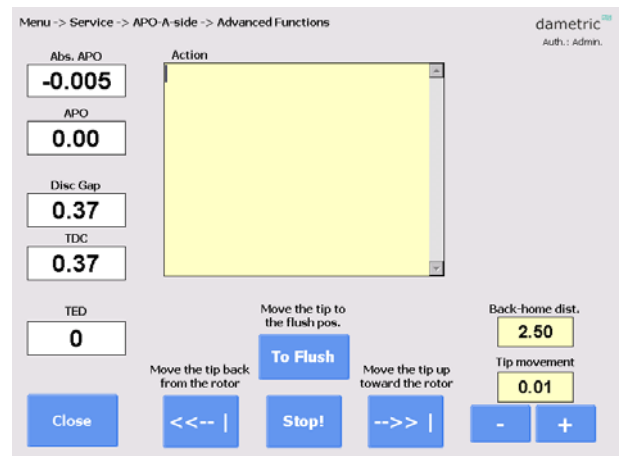 Menu -> Service -> APO-A-side -> Advanced Functions
dametric
Auth.: Admin.
Abs. APO
-0.005
APO
0.00
Disc Gap
0.37
TDC
0.37
TED
0
Action
Move the tip to
the flush pos.
To Flush
Move the tip back
from the rotor
<<-- |
Stop!
Move the tip up
toward the rotor
-->> |
Back-home dist.
2.50
Tip movement
0.01
- +
Close